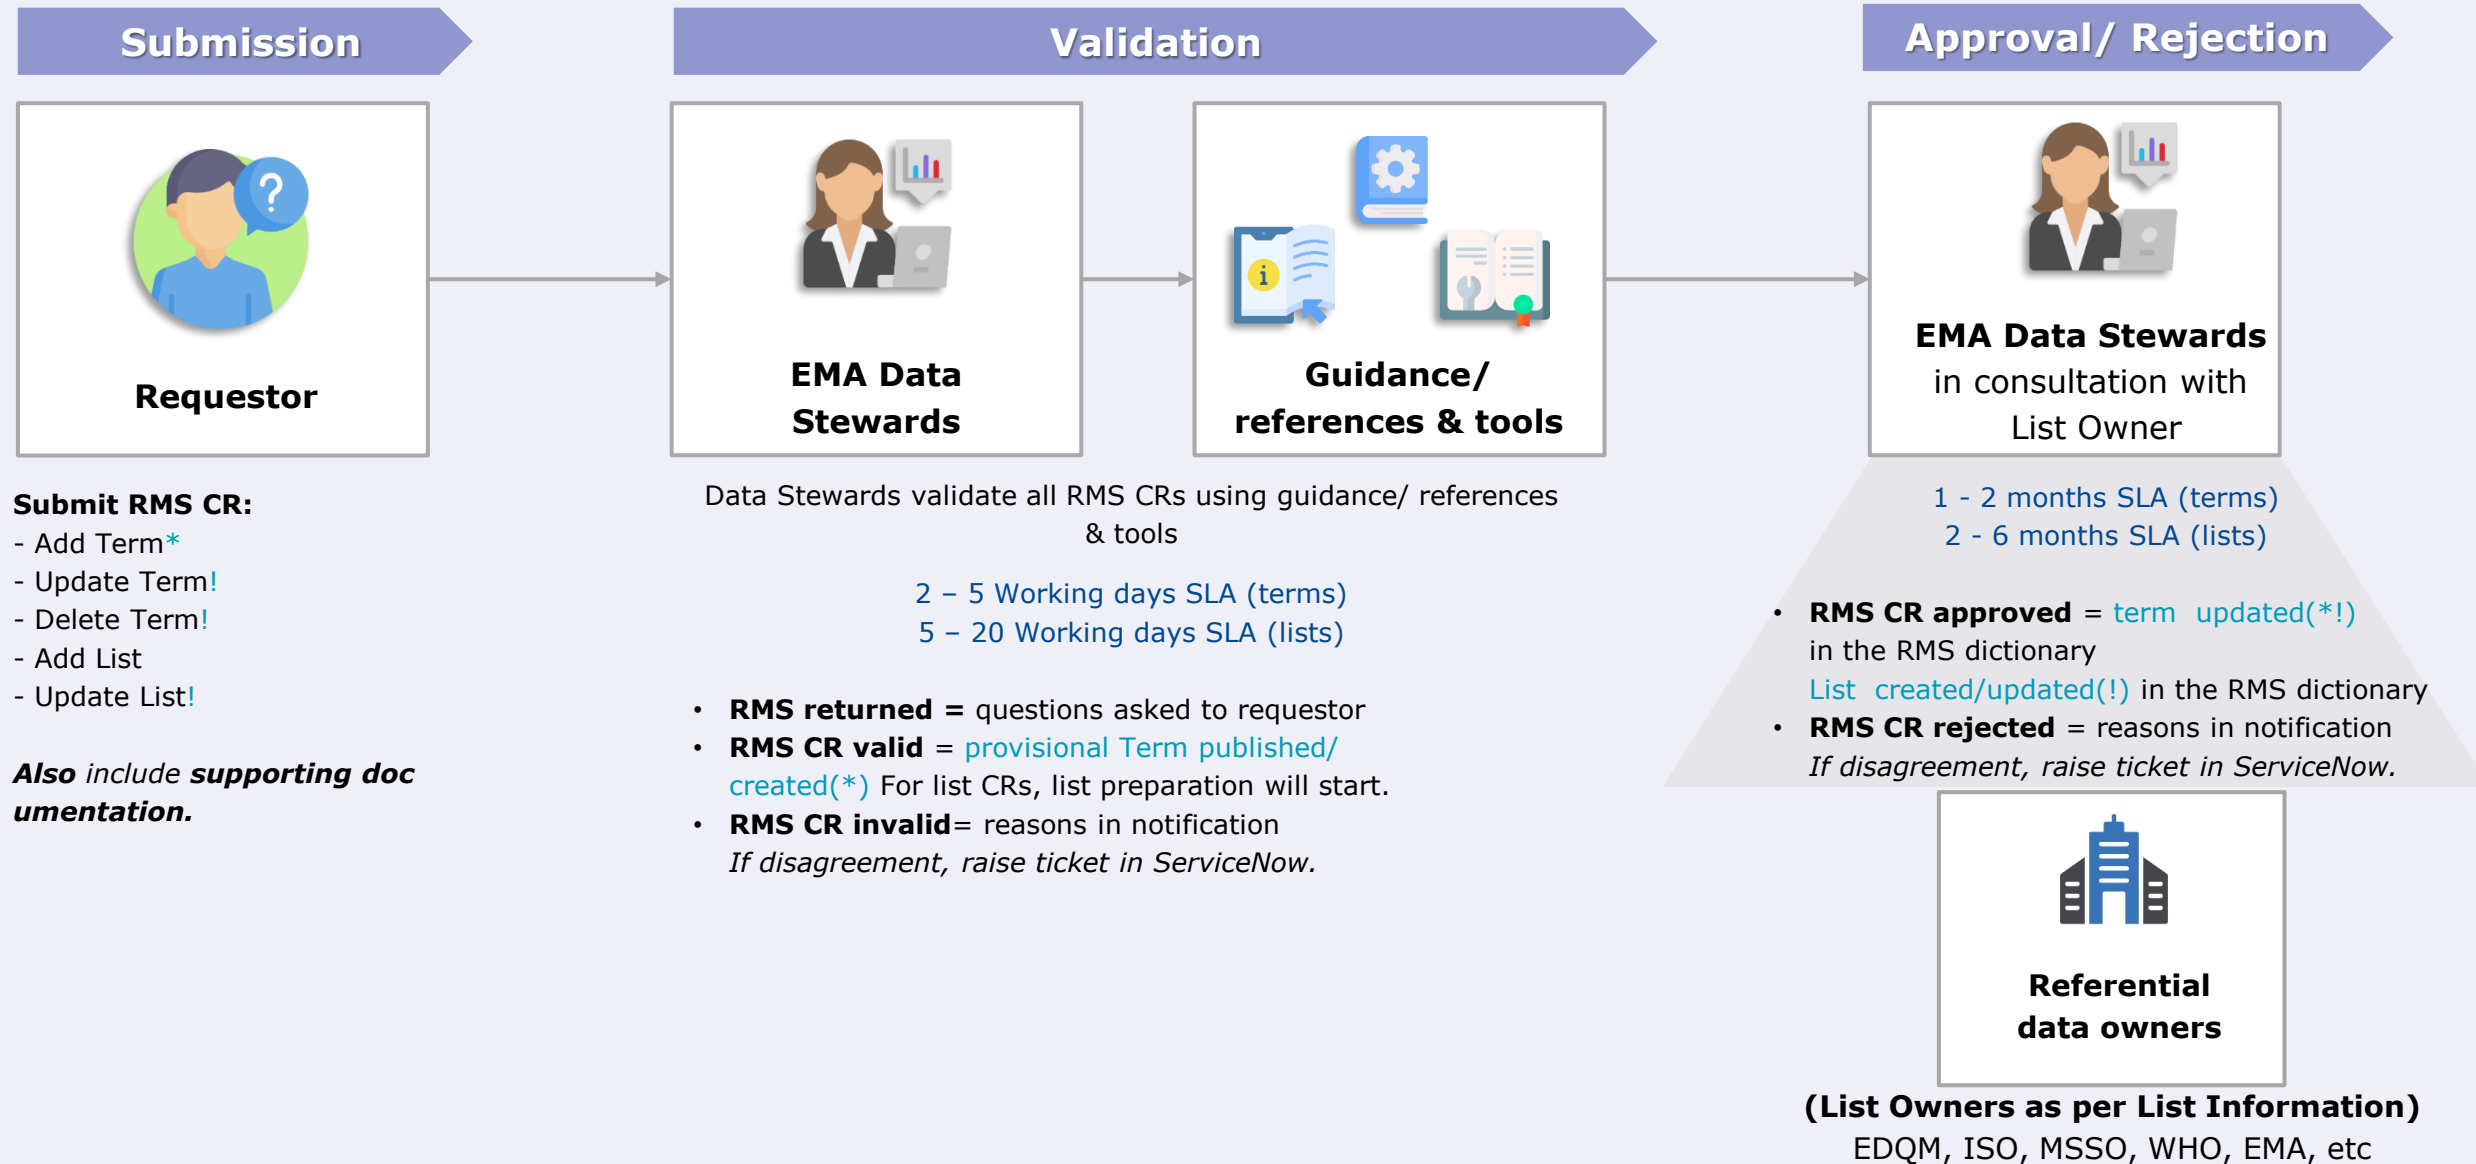 Submission
Validation
Approval/ Rejection
Requestor
Submit RMS CR:
- Add Term*
- Update Term!
- Delete Term!
- Add List
- Update List!
Also include supporting doc
umentation.
EMA Data
Stewards
Guidance/
references & tools
Data Stewards validate all RMS CRs using guidance/ references
& tools
2 – 5 Working days SLA (terms)
5 – 20 Working days SLA (lists)
• RMS returned = questions asked to requestor
• RMS CR valid = provisional Term published/
created(*) For list CRs, list preparation will start.
• RMS CR invalid= reasons in notification
If disagreement, raise ticket in ServiceNow.
EMA Data Stewards
in consultation with
List Owner
1 - 2 months SLA (terms)
2 - 6 months SLA (lists)
• RMS CR approved = term updated(*!)
in the RMS dictionary
List created/updated(!) in the RMS dictionary
• RMS CR rejected = reasons in notification
If disagreement, raise ticket in ServiceNow.
Referential
data owners
(List Owners as per List Information)
EDQM, ISO, MSSO, WHO, EMA, etc